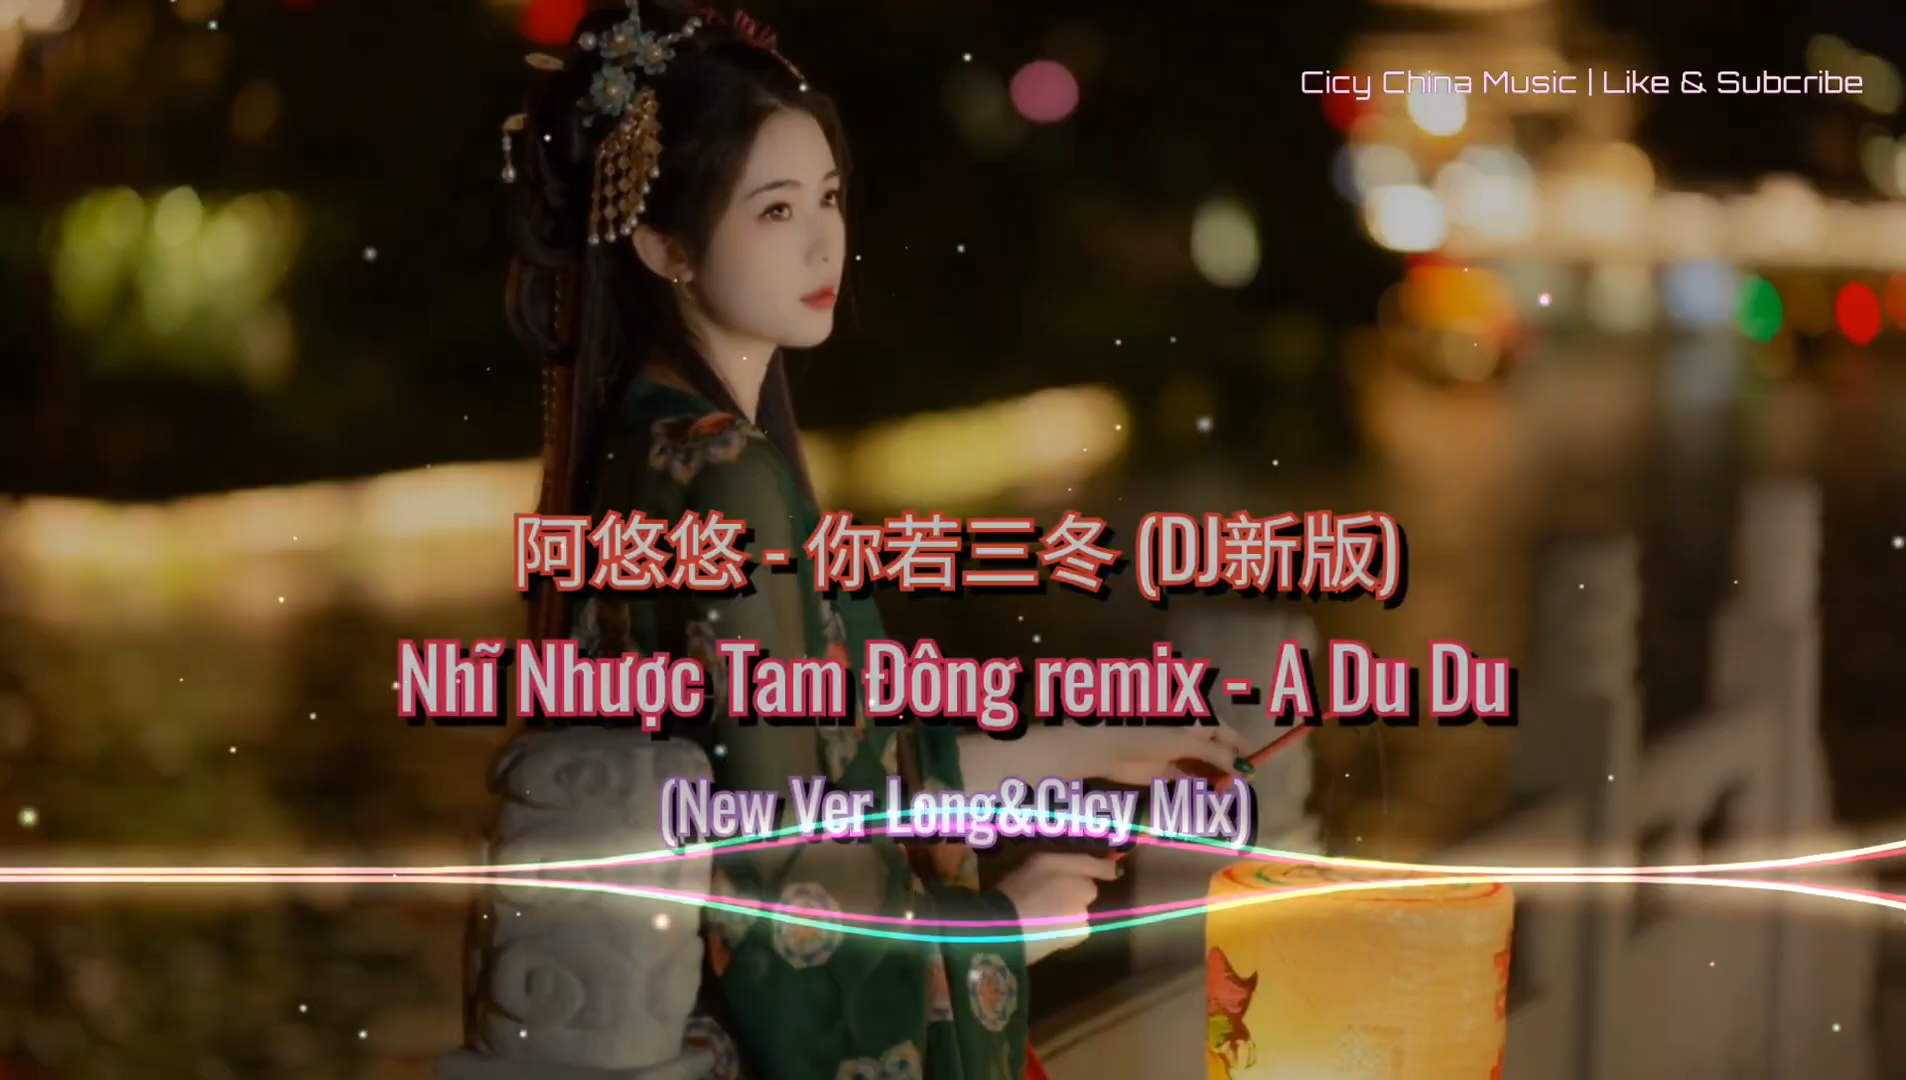 Cicy China Music | Like & Subcribe
阿悠悠 - 你若三冬 (DJ新版)
Nhĩ Nhược Tam Đông remix - A Du Du
(New Ver Long&Cicy Mix)